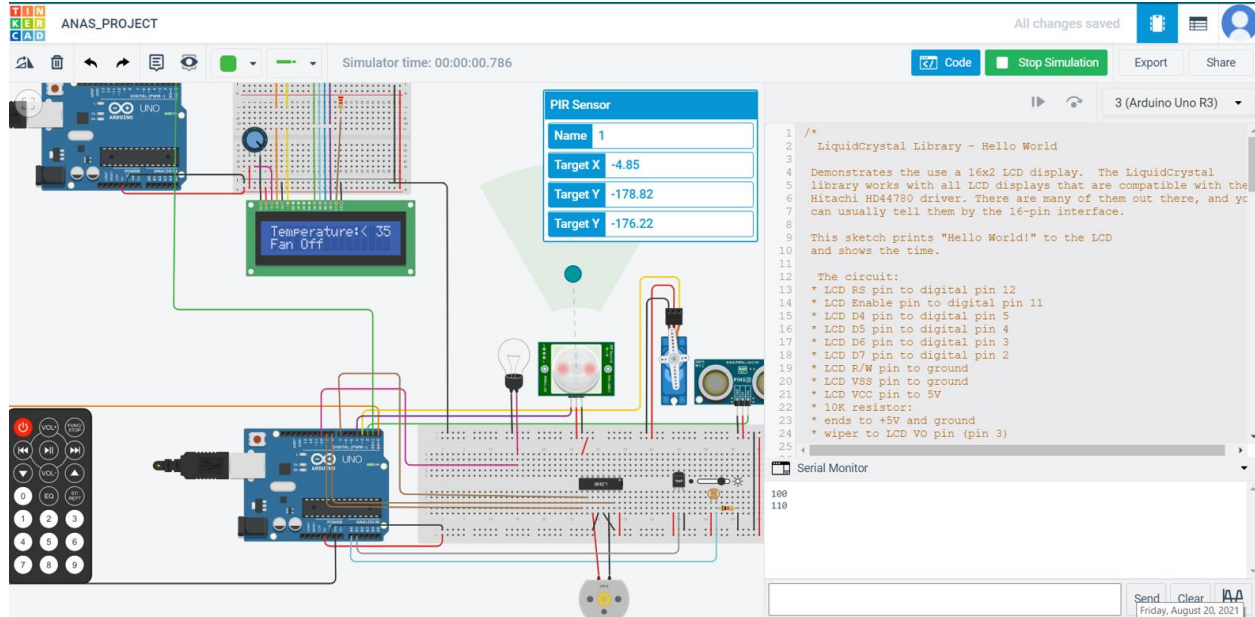 TIN
KER
CAD
ANAS_PROJECT
All changes saved
Simulator time: 00:00:00.786
Code
Stop Simulation
Export
Share
3 (Arduino Uno R3)
UNO
ARDUINO
POWER
ANALOG IN
Temperature:< 35
Fan Off
PIR Sensor
Name 1
Target X -4.85
Target Y -178.82
Target Y -176.22
1 /*
2 LiquidCrystal Library - Hello World
3
4 Demonstrates the use a 16x2 LCD display. The LiquidCrystal
5 library works with all LCD displays that are compatible with the
6 Hitachi HD44780 driver. There are many of them out there, and yo
7 can usually tell them by the 16-pin interface.
8
9 This sketch prints "Hello World!" to the LCD
10 and shows the time.
11
12 The circuit:
13 * LCD RS pin to digital pin 12
14 * LCD Enable pin to digital pin 11
15 * LCD D4 pin to digital pin 5
16 * LCD D5 pin to digital pin 4
17 * LCD D6 pin to digital pin 3
18 * LCD D7 pin to digital pin 2
19 * LCD R/W pin to ground
20 * LCD VSS pin to ground
21 * LCD VCC pin to 5V
22 * 10K resistor:
23 * ends to +5V and ground
24 * wiper to LCD VO pin (pin 3)
25
Serial Monitor
100
110
VOL+
FUNC/
STOP
VOL-
0
EQ
ST/
REPT
1 2 3
4 5 6
7 8 9
UNO
ARDUINO
POWER
ANALOG IN
Send
Clear
Friday, August 20, 2021